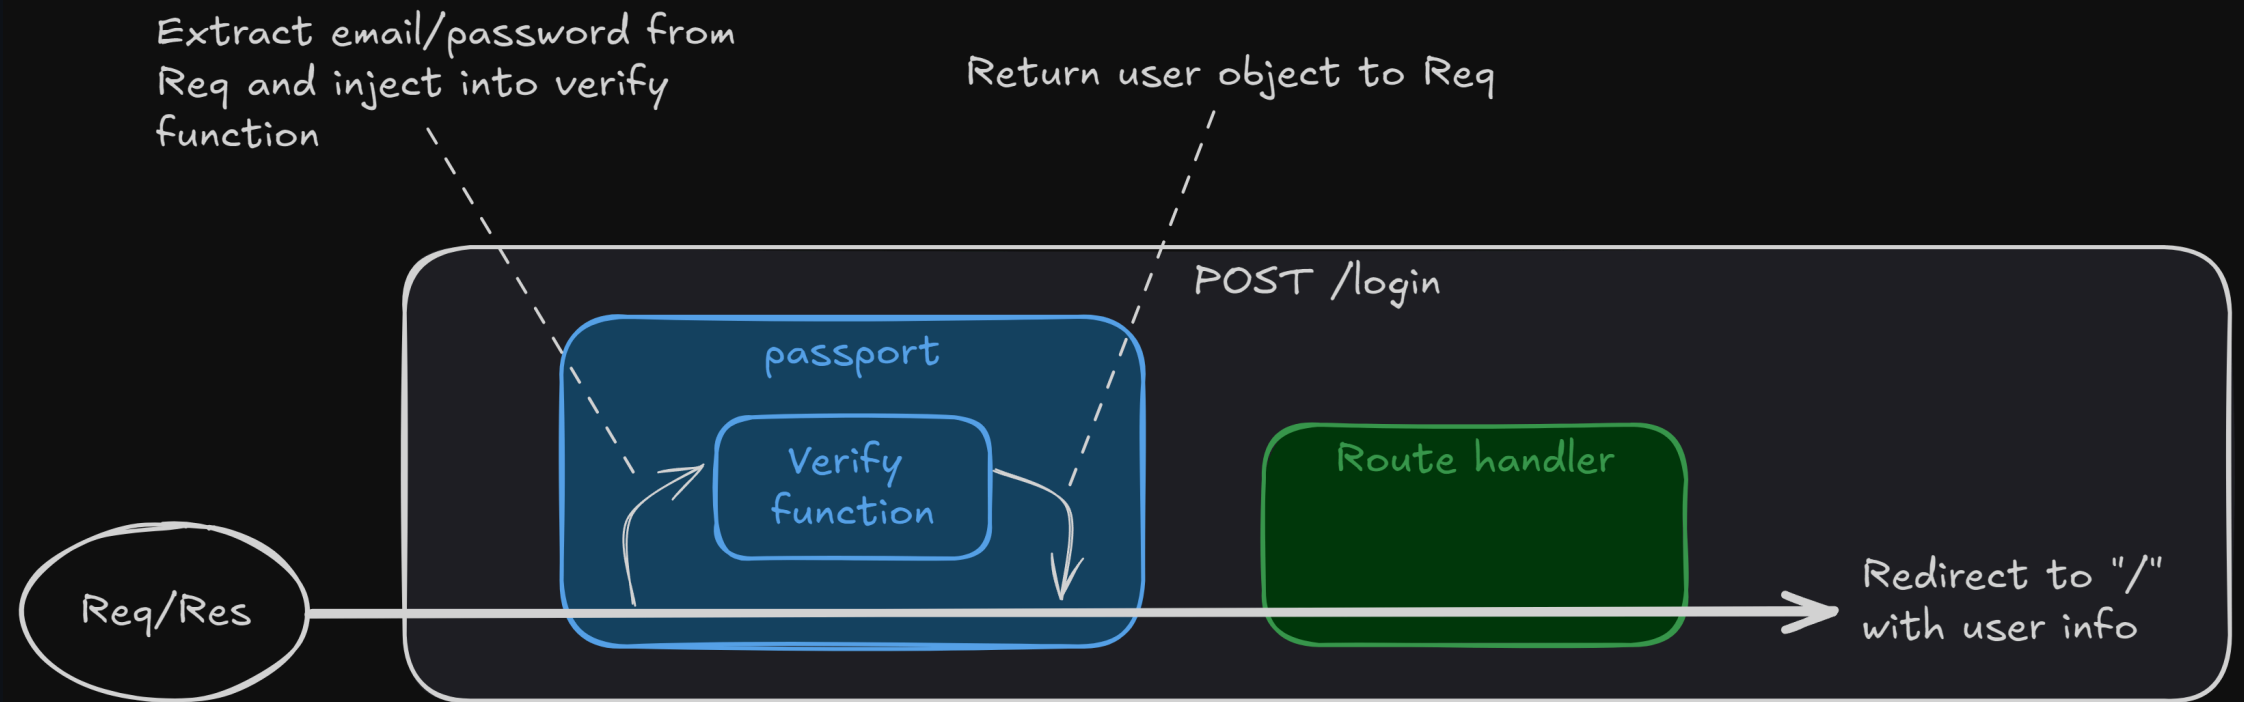 Extract email/password from
Req and inject into verify
function
Return user object to Req
POST /login
passport
Verify
function
Route handler
Req/Res
Redirect to "/"
with user info